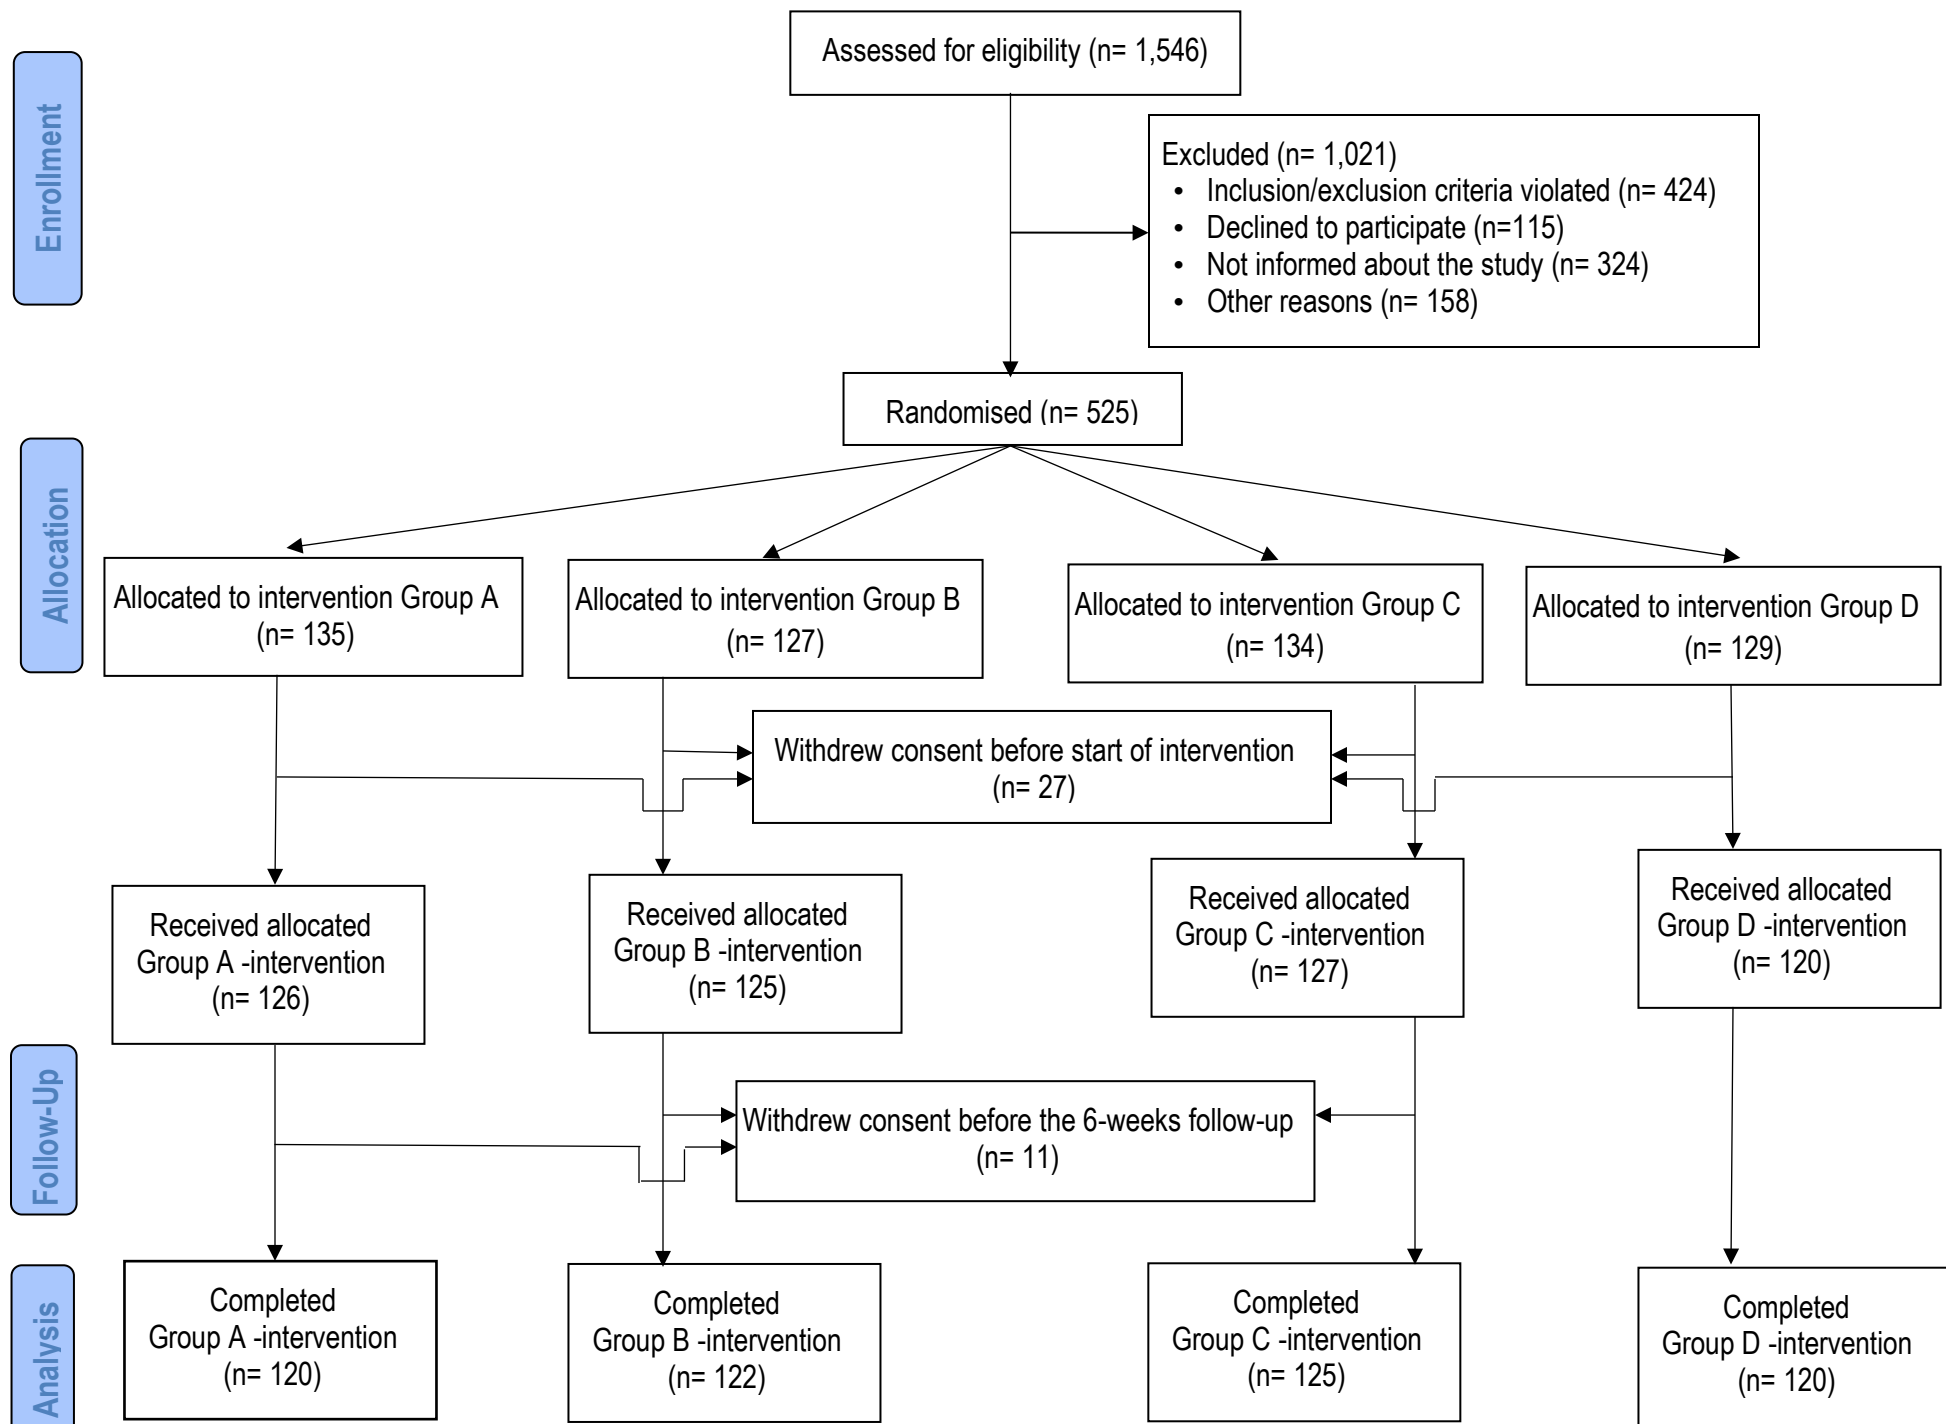 Enrollment
Assessed for eligibility (n= 1,546)
Excluded (n= 1,021)
• Inclusion/exclusion criteria violated (n= 424)
• Declined to participate (n=115)
• Not informed about the study (n= 324)
• Other reasons (n= 158)
Randomised (n= 525)
Allocation
Allocated to intervention Group A
(n= 135)
Allocated to intervention Group B
(n= 127)
Allocated to intervention Group C
(n= 134)
Allocated to intervention Group D
(n= 129)
Withdrew consent before start of intervention
(n= 27)
Received allocated
Group A -intervention
(n= 126)
Received allocated
Group B -intervention
(n= 125)
Received allocated
Group C -intervention
(n= 127)
Received allocated
Group D -intervention
(n= 120)
Follow-Up
Withdrew consent before the 6-weeks follow-up
(n= 11)
Analysis
Completed
Group A -intervention
(n= 120)
Completed
Group B -intervention
(n= 122)
Completed
Group C -intervention
(n= 125)
Completed
Group D -intervention
(n= 120)